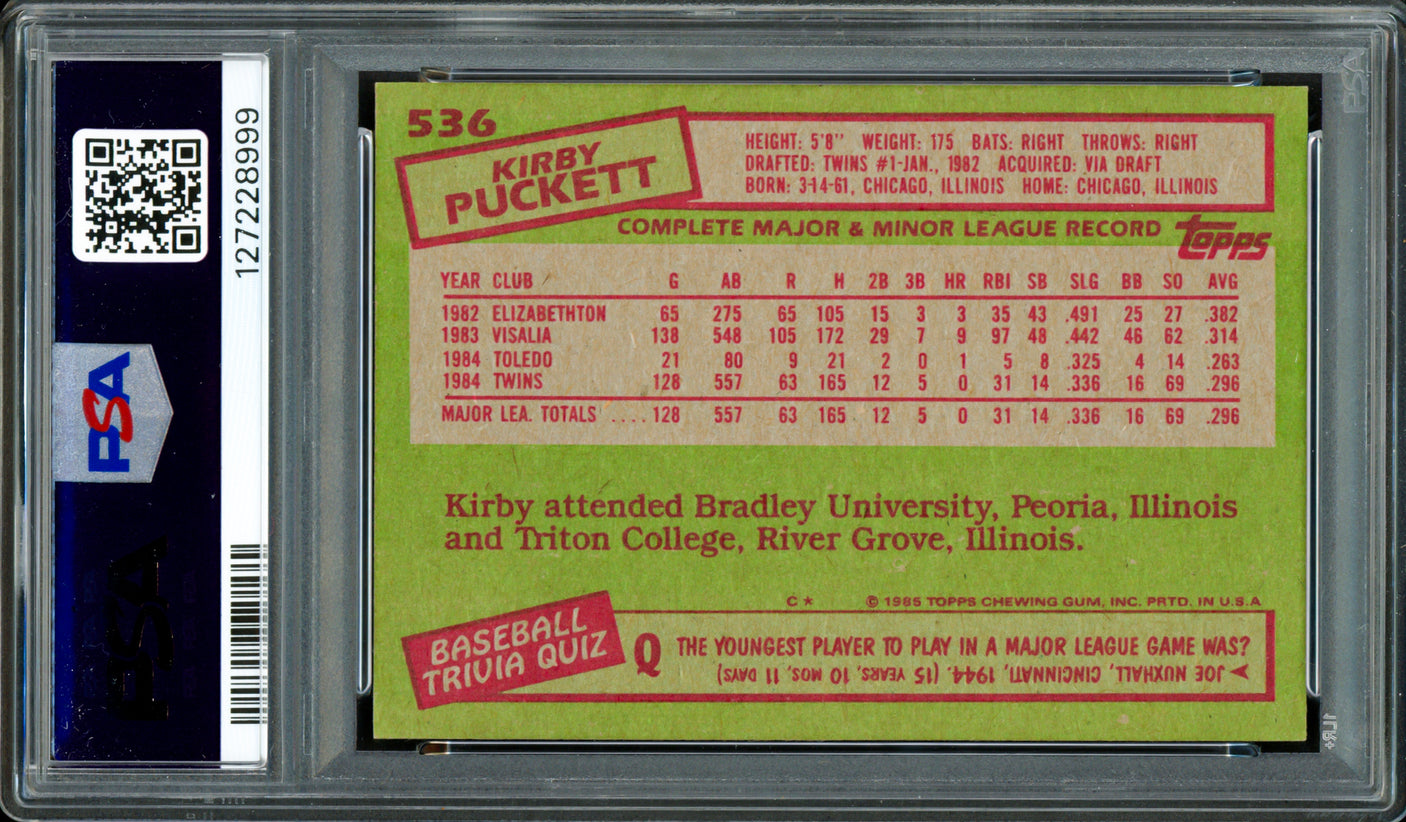 127228999
PSA
PSA
536
KIRBY
PUCKETT
HEIGHT: 5'8'' WEIGHT: 175 BATS: RIGHT THROWS: RIGHT
DRAFTED: TWINS #1-JAN., 1982 ACQUIRED: VIA DRAFT
BORN: 3-14-61, CHICAGO, ILLINOIS HOME: CHICAGO, ILLINOIS
COMPLETE MAJOR & MINOR LEAGUE RECORD
topps
YEAR CLUB G AB R H 2B 3B HR RBI SB SLG BB SO AVG
1982 ELIZABETHTON 65 275 65 105 15 3 3 35 43 .491 25 27 .382
1983 VISALIA 138 548 105 172 29 7 9 97 48 .442 46 62 .314
1984 TOLEDO 21 80 9 21 2 0 1 5 8 .325 4 14 .263
1984 TWINS 128 557 63 165 12 5 0 31 14 .336 16 69 .296
MAJOR LEA. TOTALS .... 128 557 63 165 12 5 0 31 14 .336 16 69 .296
Kirby attended Bradley University, Peoria, Illinois
and Triton College, River Grove, Illinois.
C * © 1985 TOPPS CHEWING GUM, INC. PRTD. IN U.S.A
BASEBALL
TRIVIA QUIZ
Q THE YOUNGEST PLAYER TO PLAY IN A MAJOR LEAGUE GAME WAS?
JOE NUXHALL, CINCINNATI, 1944. (15 YEARS, 10 MOS, 11 DAYS)
PSA
1LR+